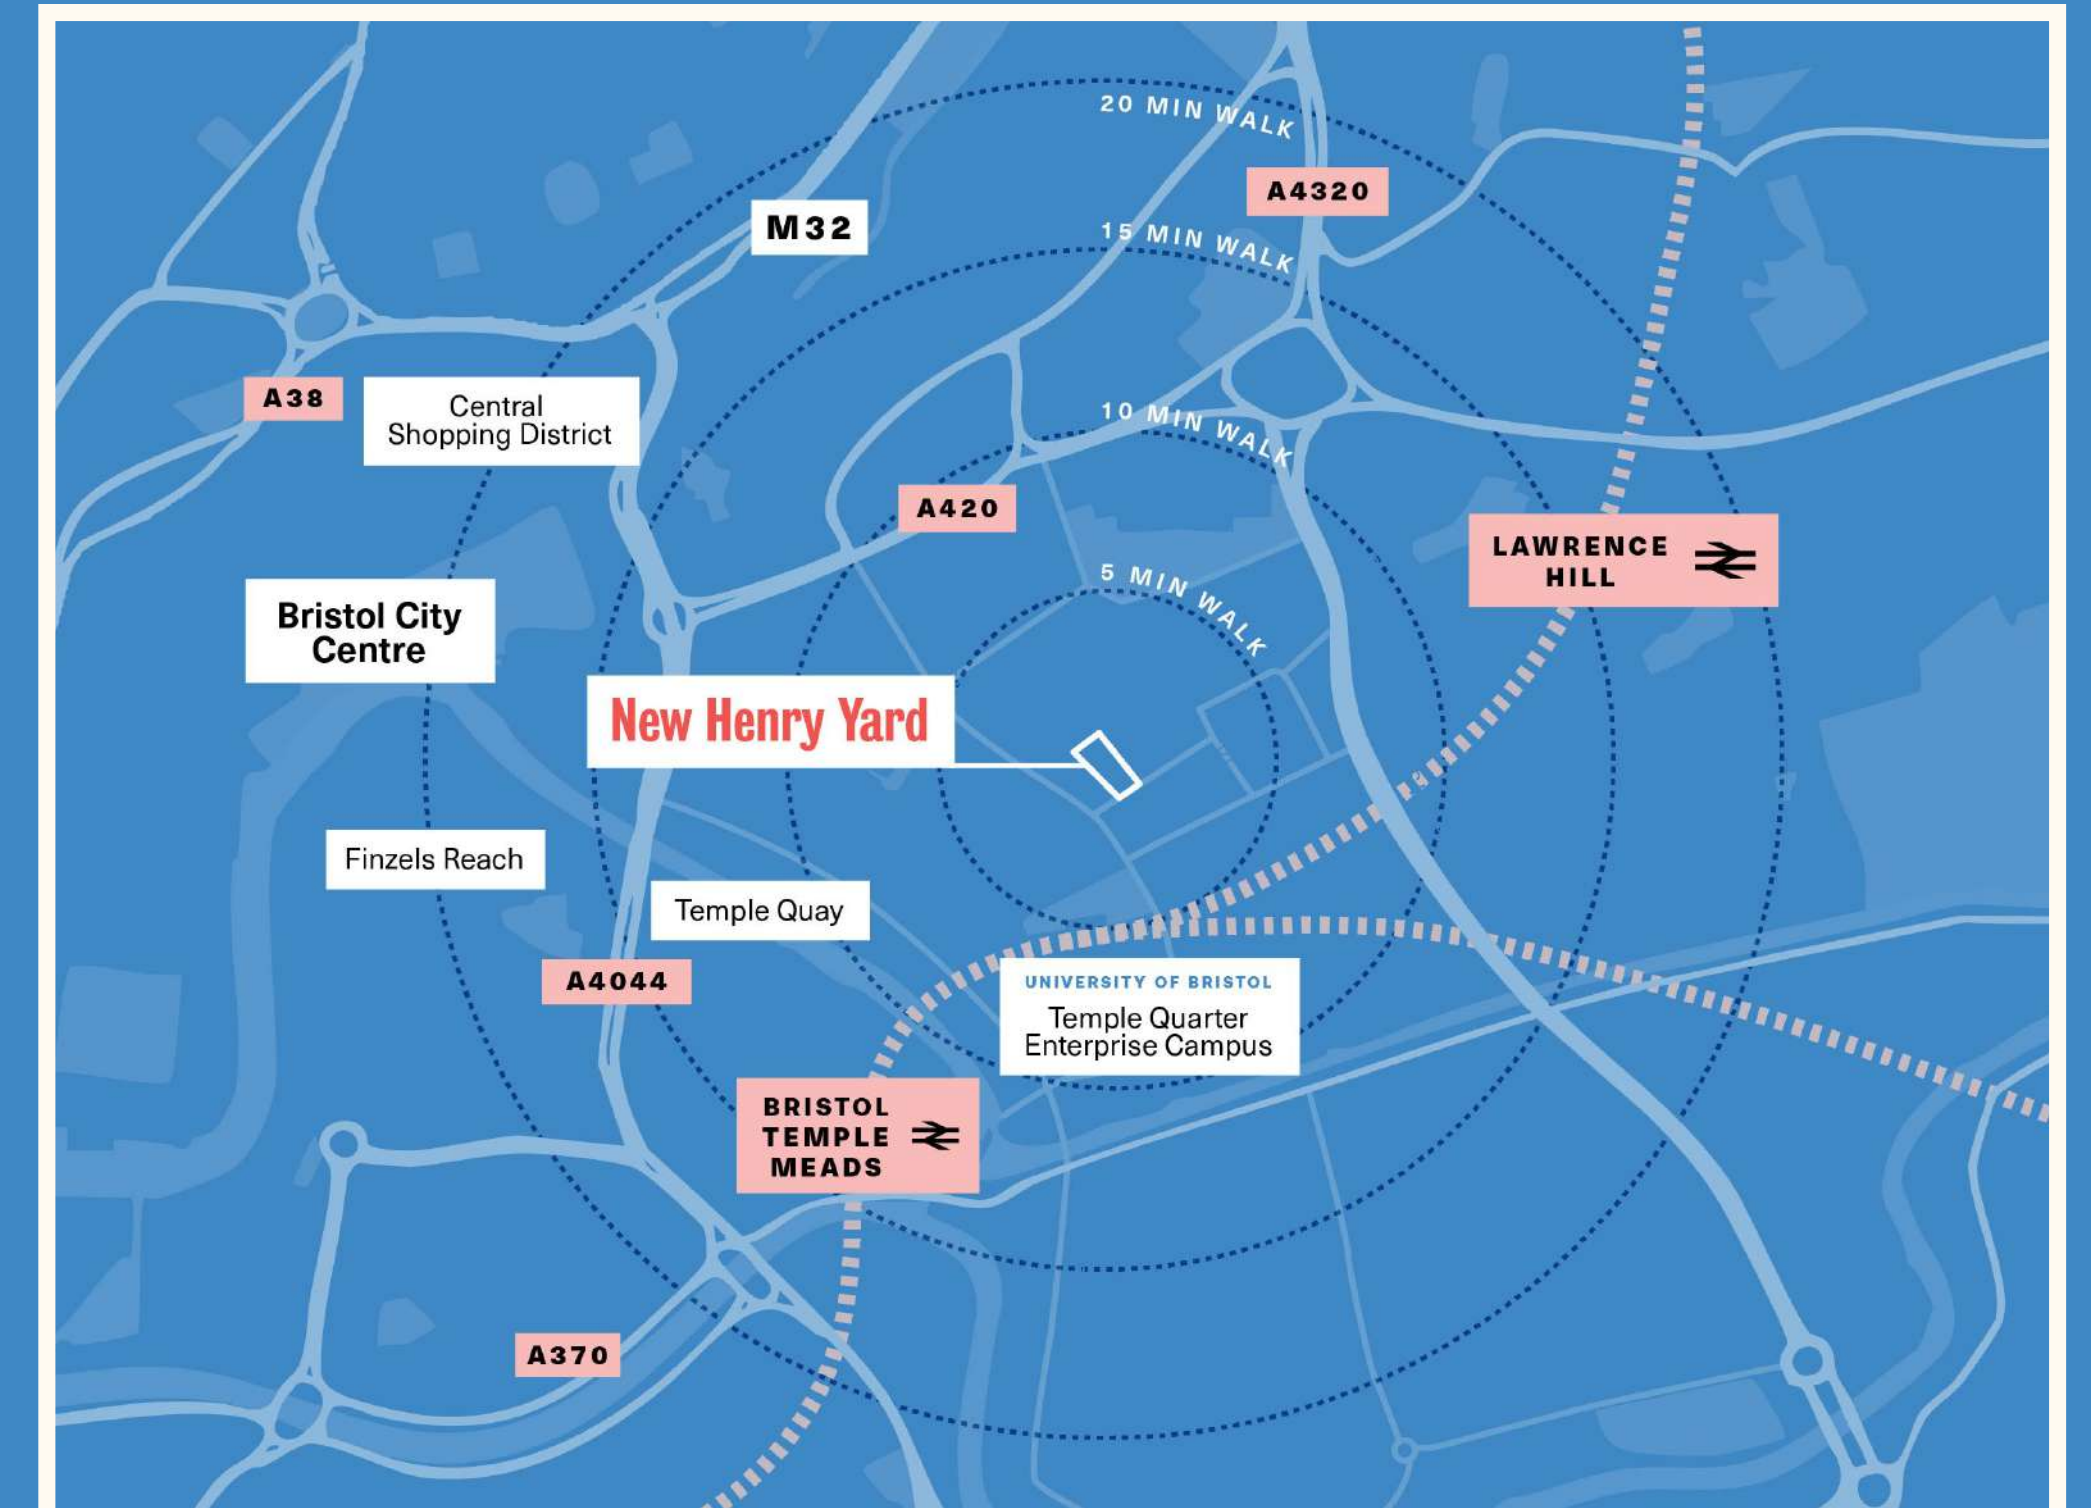 20 MIN WALK
A4320
M32
15 MIN WALK
A38
Central
Shopping District
10 MIN WALK
A420
LAWRENCE
HILL
5 MIN WALK
Bristol City
Centre
New Henry Yard
Finzels Reach
Temple Quay
A4044
UNIVERSITY OF BRISTOL
Temple Quarter
Enterprise Campus
BRISTOL
TEMPLE
MEADS
A370